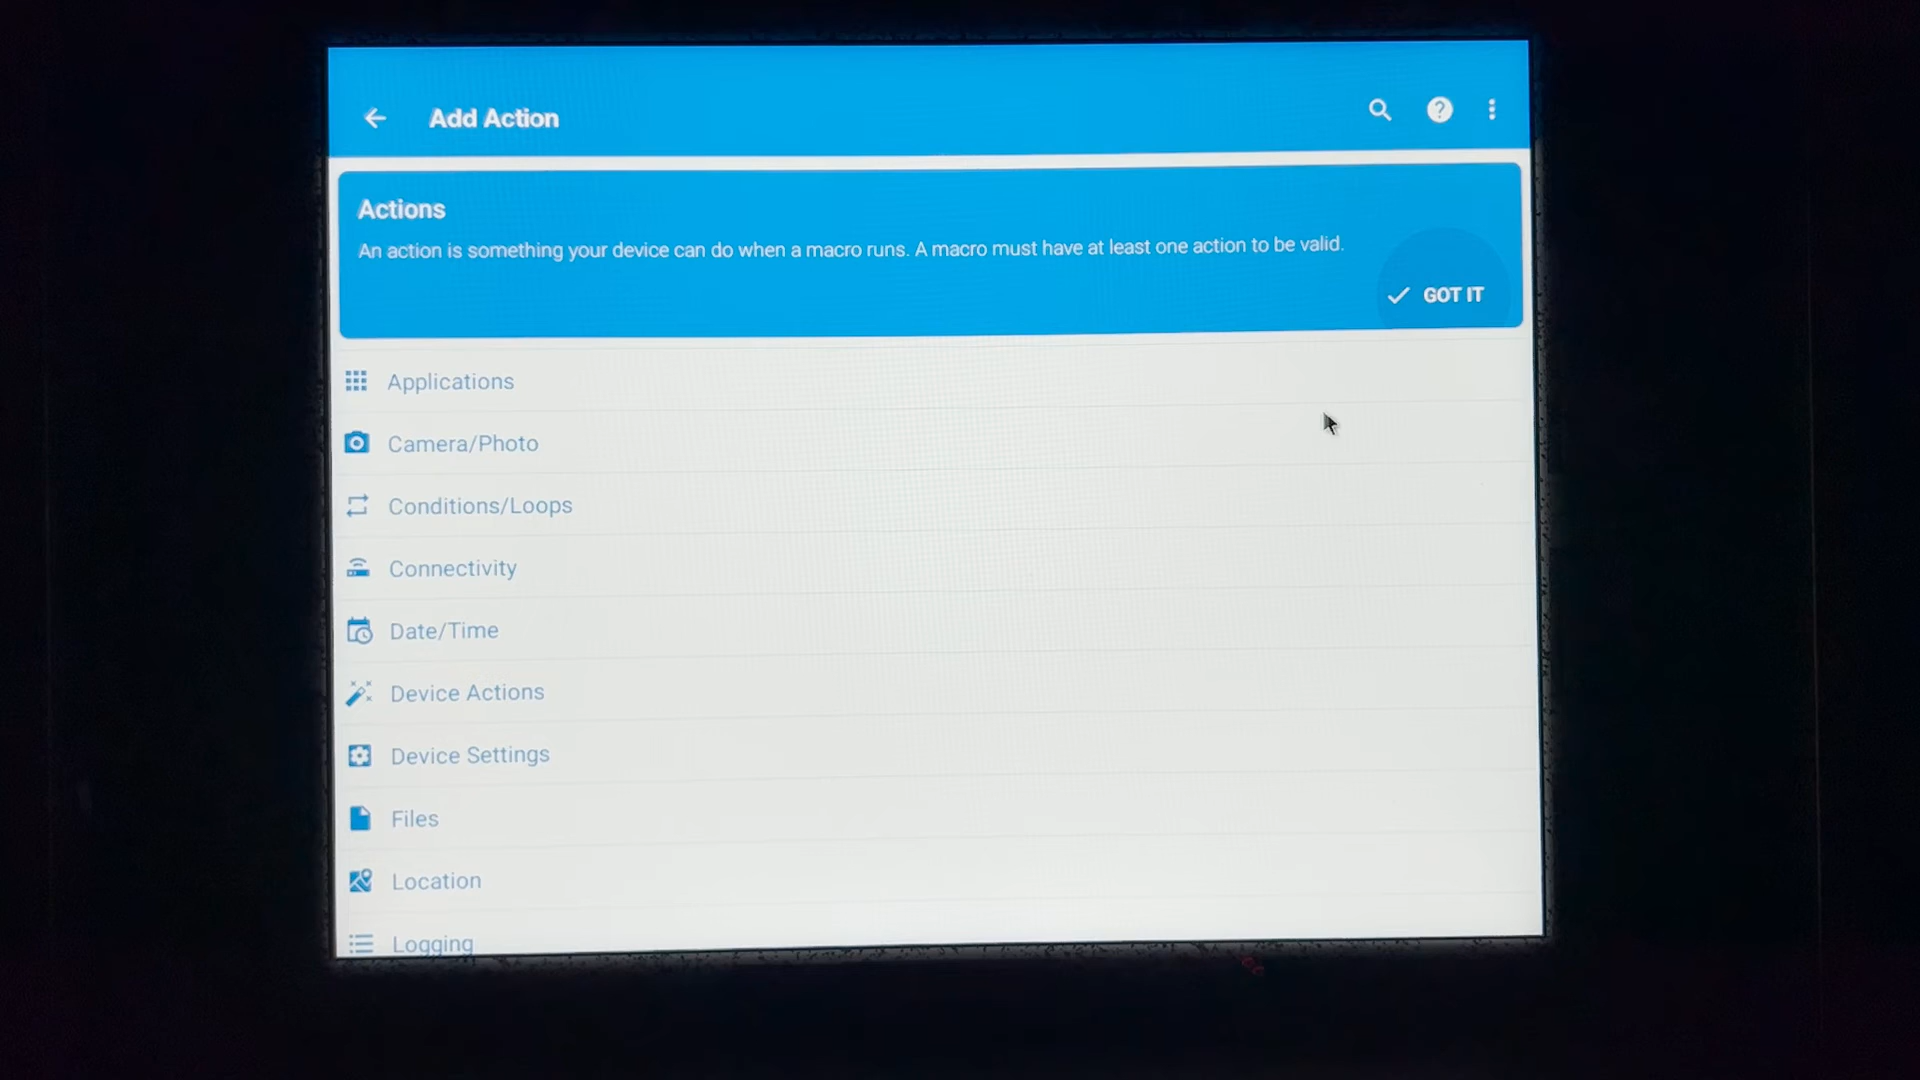 Add Action
Actions
An action is something your device can do when a macro runs. A macro must have at least one action to be valid.
GOT IT
Applications
Camera/Photo
Conditions/Loops
Connectivity
Date/Time
Device Actions
Device Settings
Files
Location
Logging